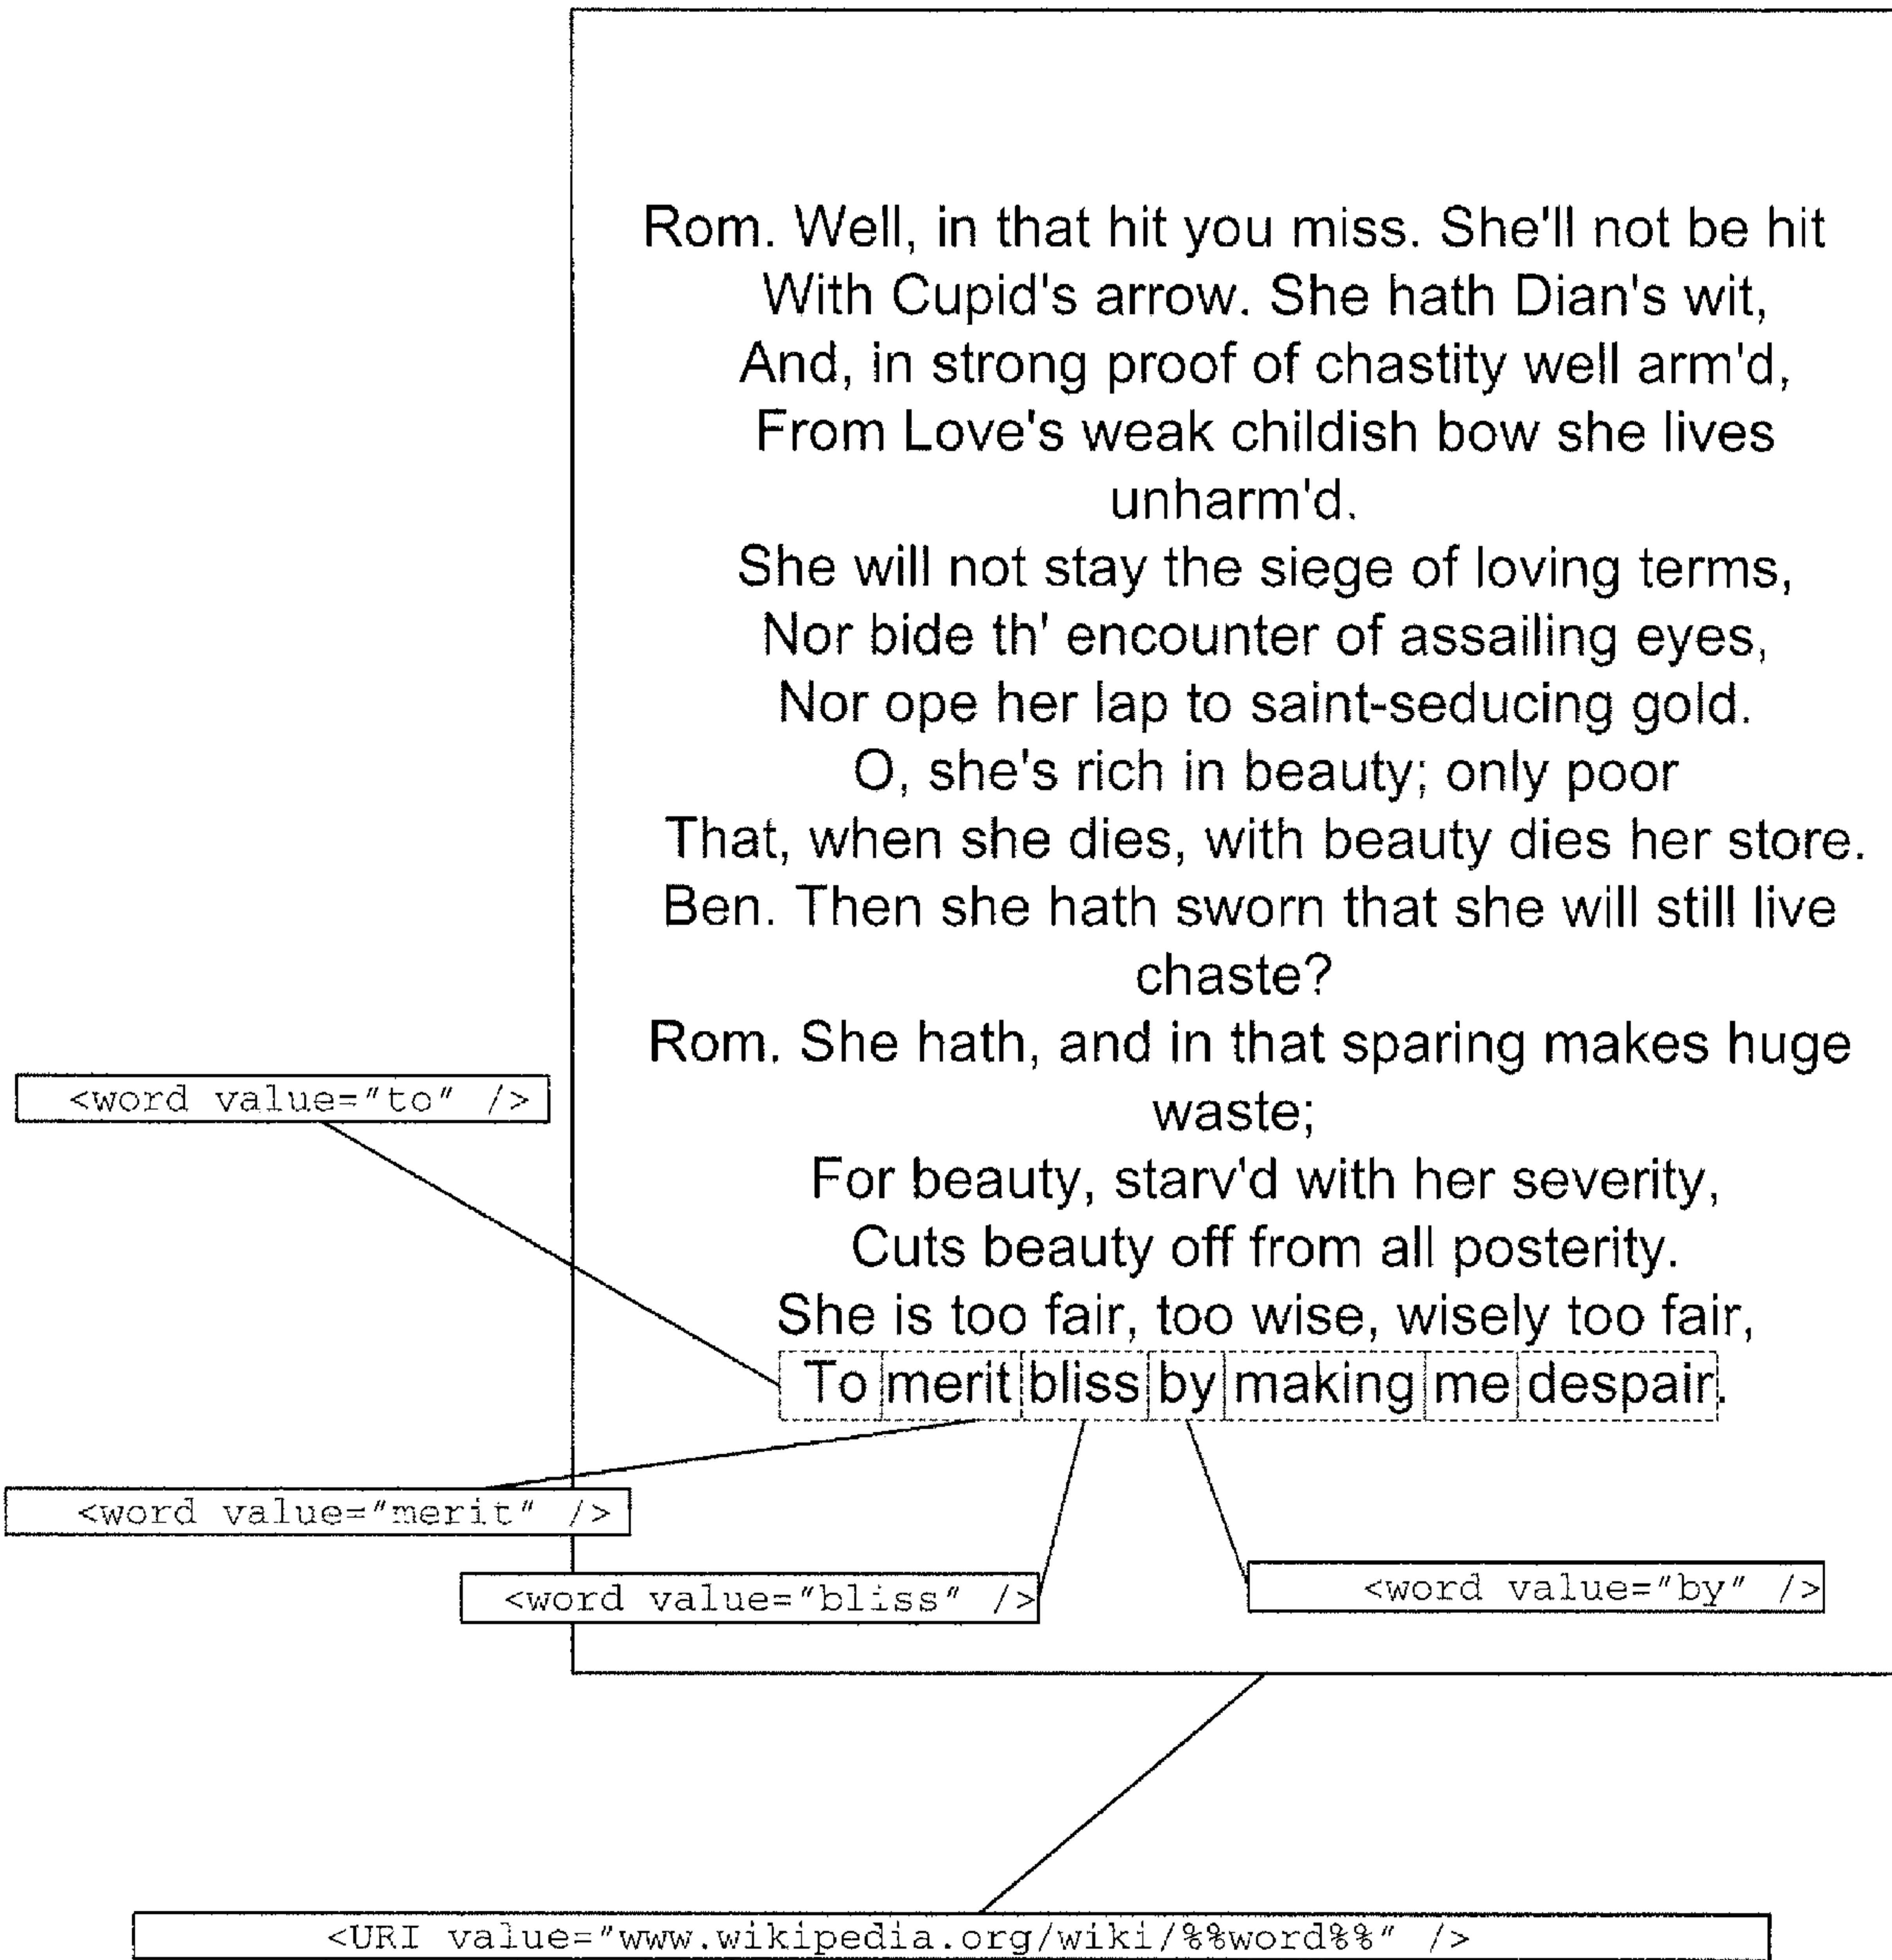 Rom. Well, in that hit you miss. She'll not be hit
With Cupid's arrow. She hath Dian's wit,
And, in strong proof of chastity well arm'd,
From Love's weak childish bow she lives
unharm'd.
She will not stay the siege of loving terms,
Nor bide th' encounter of assailing eyes,
Nor ope her lap to saint-seducing gold.
O, she's rich in beauty; only poor
That, when she dies, with beauty dies her store.
Ben. Then she hath sworn that she will still live
chaste?
Rom. She hath, and in that sparing makes huge
waste;
For beauty, starv'd with her severity,
Cuts beauty off from all posterity.
She is too fair, too wise, wisely too fair,
To merit bliss by making me despair.
<word value="to" />
<word value="merit" />
<word value="bliss" />
<word value="by" />
<URI value="www.wikipedia.org/wiki/%%word%%" />